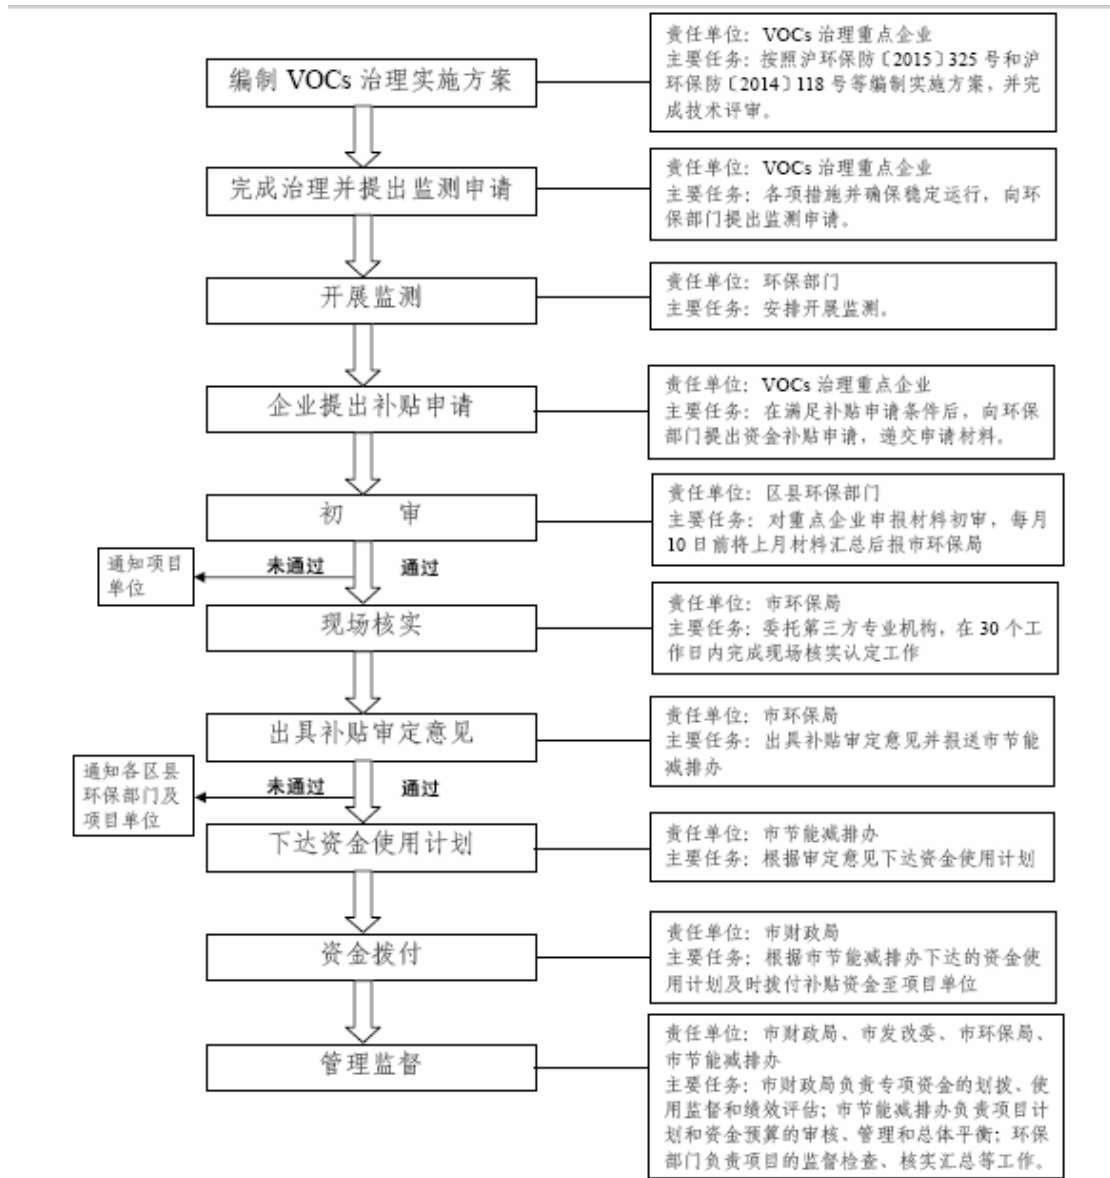 编制 VOCs 治理实施方案
责任单位：VOCs 治理重点企业
主要任务：按照沪环保防〔2015〕325 号和沪
环保防〔2014〕118 号等编制实施方案，并完
成技术评审。
完成治理并提出监测申请
责任单位：VOCs 治理重点企业
主要任务：各项措施并确保稳定运行，向环
保部门提出监测申请。
开展监测
责任单位：环保部门
主要任务：安排开展监测。
企业提出补贴申请
责任单位：VOCs 治理重点企业
主要任务：在满足补贴申请条件后，向环保
部门提出资金补贴申请，递交申请材料。
初 审
责任单位：区县环保部门
主要任务：对重点企业申报材料初审，每月
10 日前将上月材料汇总后报市环保局
未通过
通过
通知项目
单位
现场核实
责任单位：市环保局
主要任务：委托第三方专业机构，在 30 个工
作日内完成现场核实认定工作
出具补贴审定意见
责任单位：市环保局
主要任务：出具补贴审定意见并报送市节能
减排办
未通过
通过
通知各区县
环保部门及
项目单位
下达资金使用计划
责任单位：市节能减排办
主要任务：根据审定意见下达资金使用计划
资金拨付
责任单位：市财政局
主要任务：根据市节能减排办下达的资金使
用计划及时拨付补贴资金至项目单位
管理监督
责任单位：市财政局、市发改委、市环保局、
市节能减排办
主要任务：市财政局负责专项资金的划拨、使
用监督和绩效评估；市节能减排办负责项目计
划和资金预算的审核、管理和总体平衡；环保
部门负责项目的监督检查、核实汇总等工作。